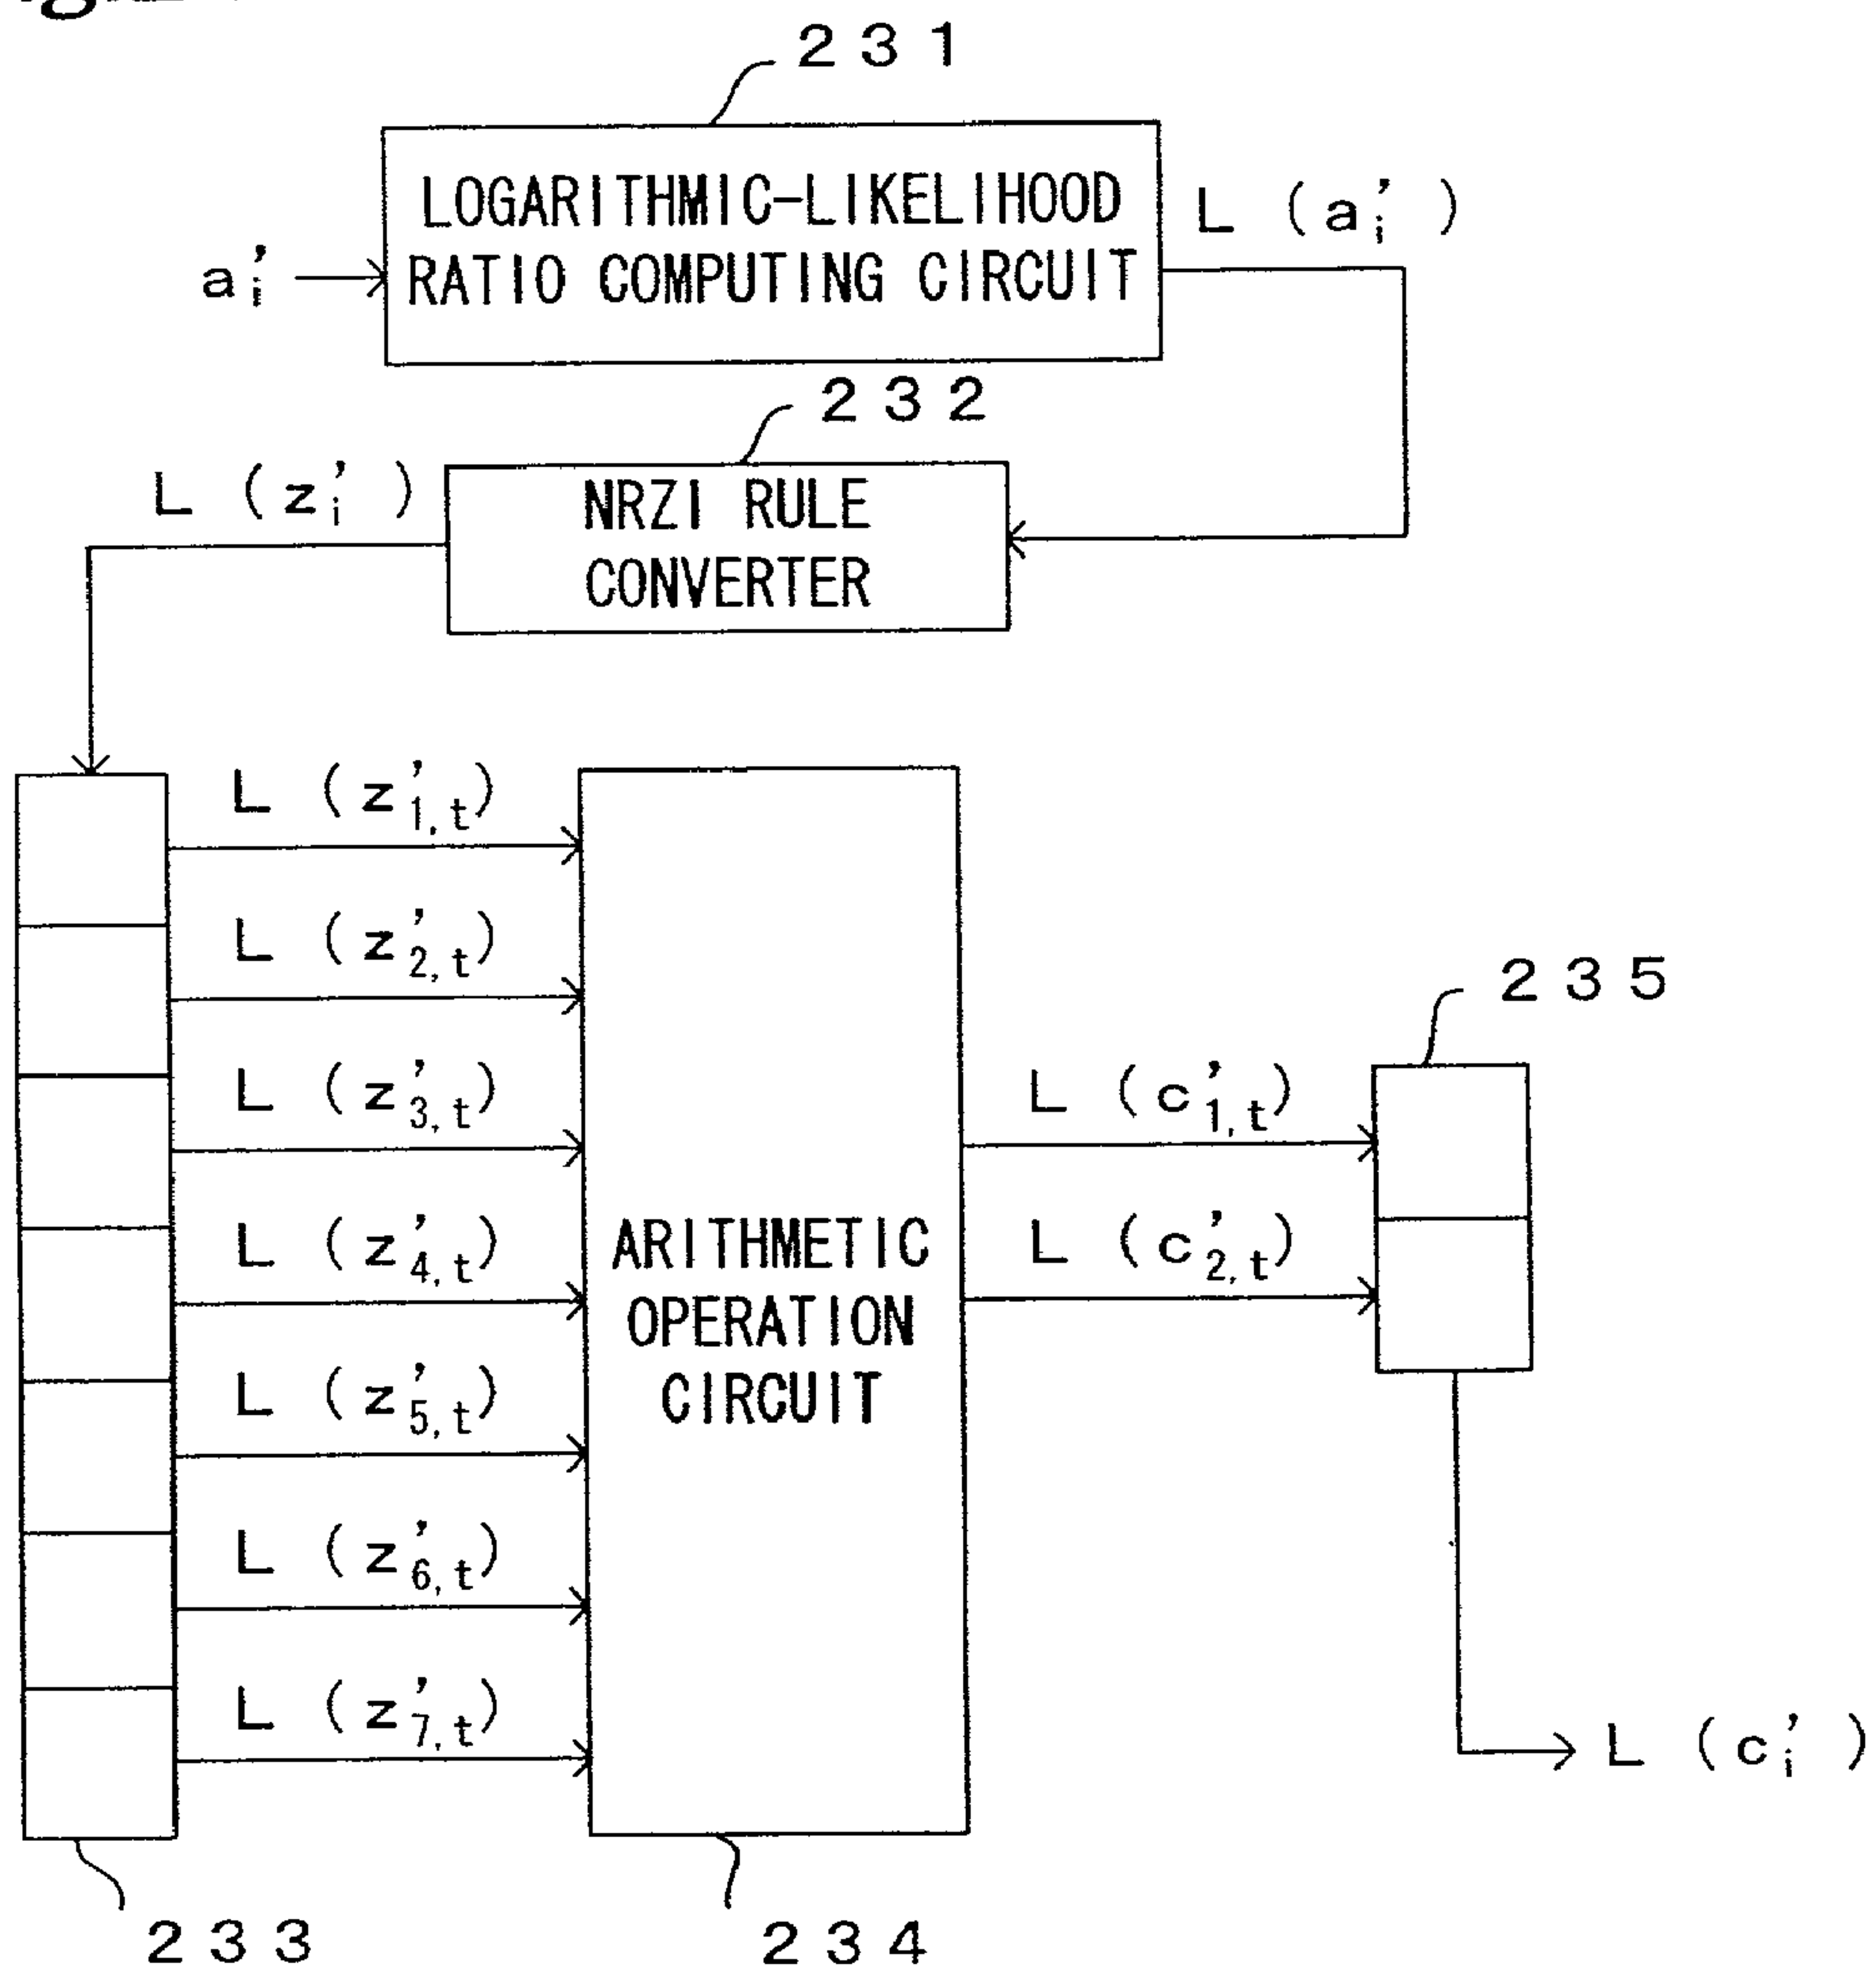 231
LOGARITHMIC-LIKELIHOOD
RATIO COMPUTING CIRCUIT
a'i
L (a'i)
232
NRZI RULE
CONVERTER
L (z'i)
L (z'1,t)
L (z'2,t)
L (z'3,t)
L (z'4,t)
L (z'5,t)
L (z'6,t)
L (z'7,t)
ARITHMETIC
OPERATION
CIRCUIT
L (c'1,t)
L (c'2,t)
235
L (c'i)
233
234